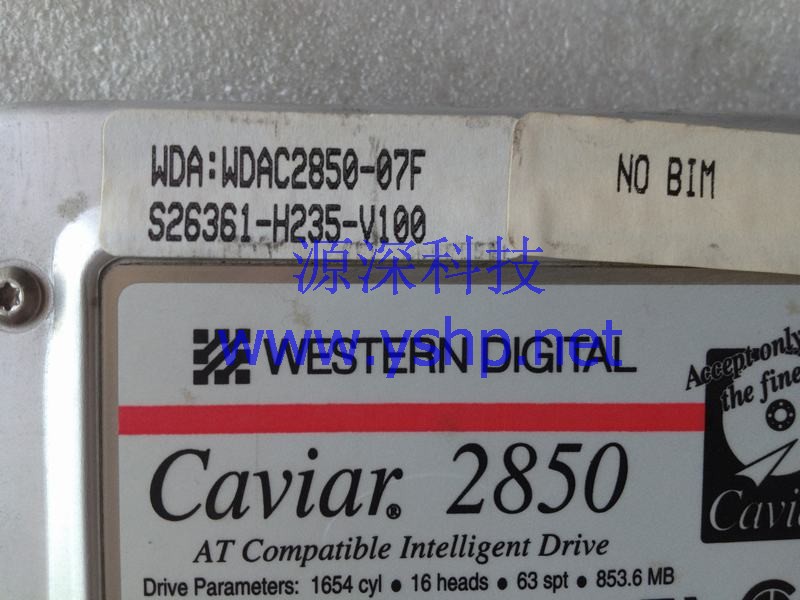 WDA:WDAC2850-07F
S26361-H235-V100
NO BIM
源深科技
www.yshp.net
WESTERN DIGITAL
Accept only
the fine
Caviar® 2850
Cavi
AT Compatible Intelligent Drive
Drive Parameters: 1654 cyl ● 16 heads ● 63 spt ● 853.6 MB